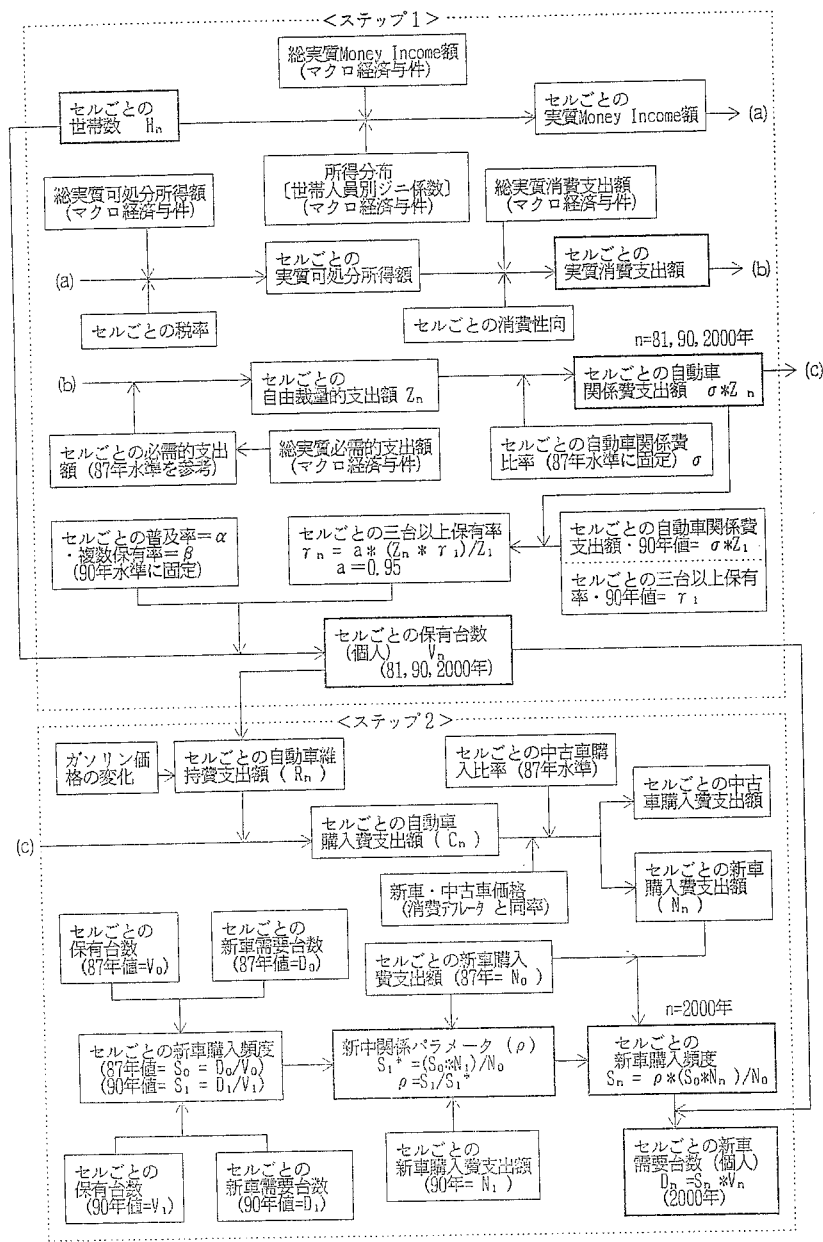 <ステップ1>
総実質Money Income額
(マクロ経済与件)
セルごとの
世帯数 Hn
セルごとの
実質Money Income額
(a)
所得分布
〔世帯人員別ジニ係数〕
(マクロ経済与件)
総実質可処分所得額
(マクロ経済与件)
総実質消費支出額
(マクロ経済与件)
(a)
セルごとの
実質可処分所得額
セルごとの
実質消費支出額
(b)
セルごとの税率
セルごとの消費性向
n=81,90,2000年
(b)
セルごとの
自由裁量的支出額 Zn
セルごとの自動車
関係費支出額 σ*Zn
(c)
セルごとの必需的支出
額(87年水準を参考)
総実質必需的支出額
(マクロ経済与件)
セルごとの自動車関係費
比率(87年水準に固定) σ
セルごとの普及率=α
・複数保有率=β
(90年水準に固定)
セルごとの三台以上保有率
γn = a* (Zn * γ1)/Z1
a=0.95
セルごとの自動車関係費
支出額・90年値= σ*Z1
セルごとの三台以上保有
率・90年値= γ1
セルごとの保有台数
(個人) Vn
(81,90,2000年)
<ステップ2>
ガソリン価
格の変化
セルごとの自動車維
持費支出額(Rn)
セルごとの中古車購
入比率(87年水準)
セルごとの中古
車購入費支出額
(c)
セルごとの自動車
購入費支出額(Cn)
新車・中古車価格
(消費デフレータと同率)
セルごとの新車
購入費支出額
(Nn)
セルごとの
保有台数
(87年値=V0)
セルごとの
新車需要台数
(87年値=D0)
セルごとの新車購入
費支出額(87年= N0)
n=2000年
セルごとの新車購入頻度
(87年値= S0 = D0/V0)
(90年値= S1 = D1/V1)
新中関係パラメータ(ρ)
S1* =(S0*N1)/N0
ρ=S1/S1*
セルごとの
新車購入頻度
Sn = ρ*(S0*Nn)/N0
セルごとの
保有台数
(90年値=V1)
セルごとの
新車需要台数
(90年値=D1)
セルごとの
新車購入費支出額
(90年= N1)
セルごとの新車
需要台数(個人)
Dn =Sn *Vn
(2000年)